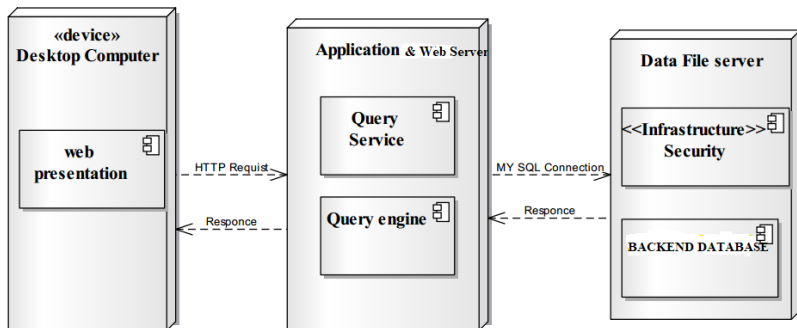 «device»
Desktop Computer
web
presentation
HTTP Requist
Responce
Application & Web Server
Query
Service
Query engine
MY SQL Connection
Responce
Data File server
<<Infrastructure>>
Security
BACKEND DATABASE